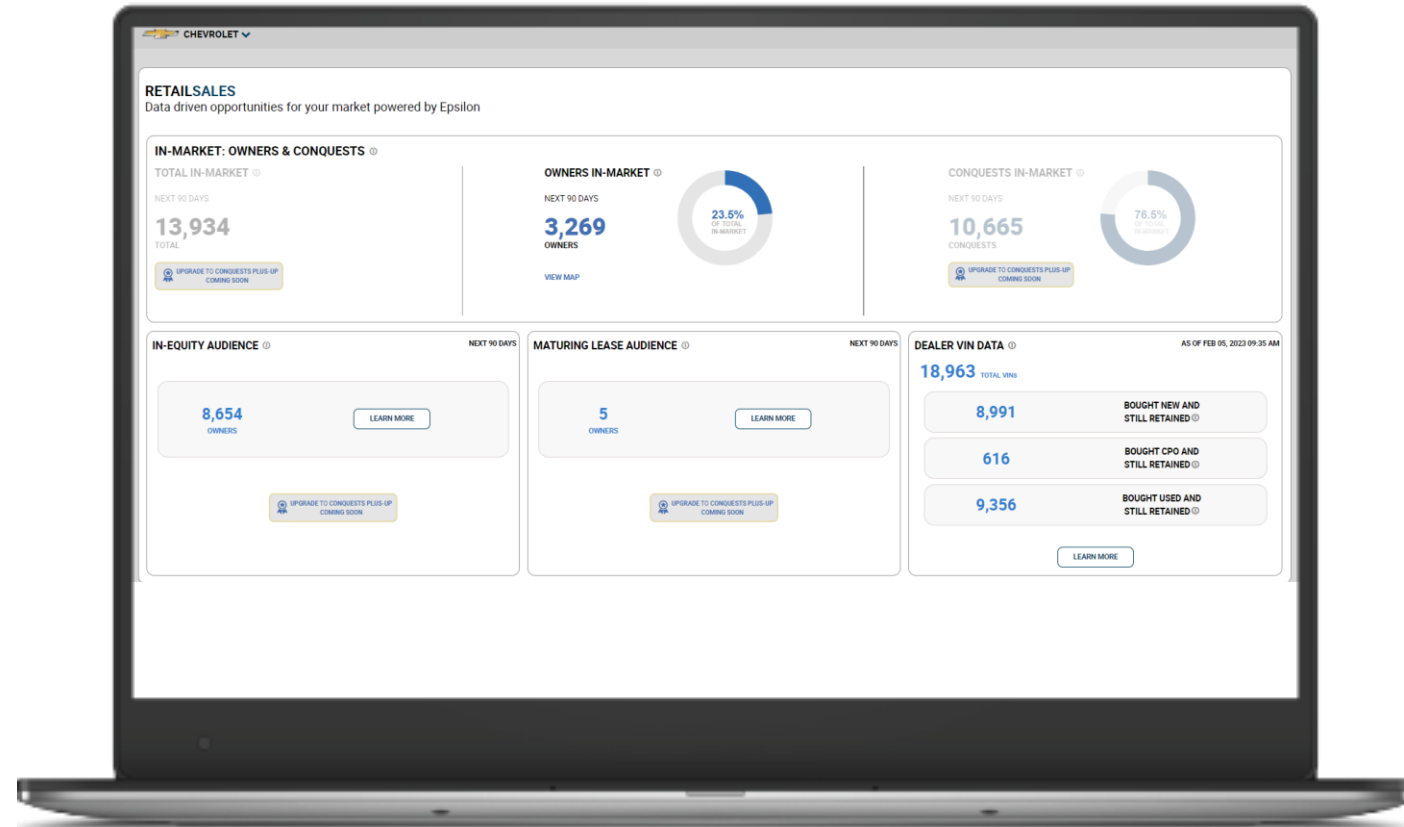 CHEVROLET
RETAILSALES
Data driven opportunities for your market powered by Epsilon
IN-MARKET: OWNERS & CONQUESTS
TOTAL IN-MARKET
NEXT 90 DAYS
13,934
TOTAL
UPGRADE TO CONQUESTS PLUS-UP
COMING SOON
OWNERS IN-MARKET
NEXT 90 DAYS
3,269
OWNERS
VIEW MAP
23.5%
OF TOTAL
IN-MARKET
CONQUESTS IN-MARKET
NEXT 90 DAYS
10,665
CONQUESTS
UPGRADE TO CONQUESTS PLUS-UP
COMING SOON
76.5%
OF TOTAL
IN-MARKET
IN-EQUITY AUDIENCE
NEXT 90 DAYS
8,654
OWNERS
LEARN MORE
UPGRADE TO CONQUESTS PLUS-UP
COMING SOON
MATURING LEASE AUDIENCE
NEXT 90 DAYS
5
OWNERS
LEARN MORE
UPGRADE TO CONQUESTS PLUS-UP
COMING SOON
DEALER VIN DATA
AS OF FEB 05, 2023 09:35 AM
18,963 TOTAL VINs
8,991
BOUGHT NEW AND
STILL RETAINED
616
BOUGHT CPO AND
STILL RETAINED
9,356
BOUGHT USED AND
STILL RETAINED
LEARN MORE